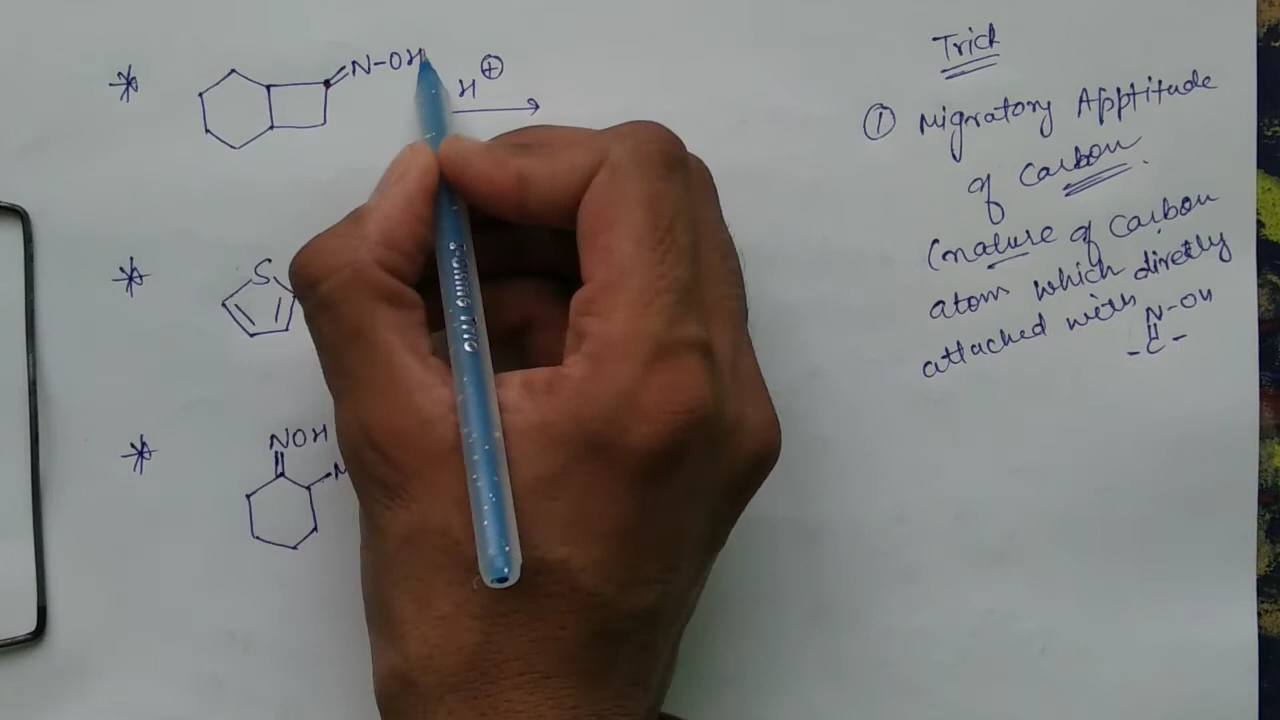 Trick
① Migratory Apptitude
of Carbon.
(nature of Carbon
atom which directly
attached with N-OH
-C-
* N-OH H⊕
* S
* NOH